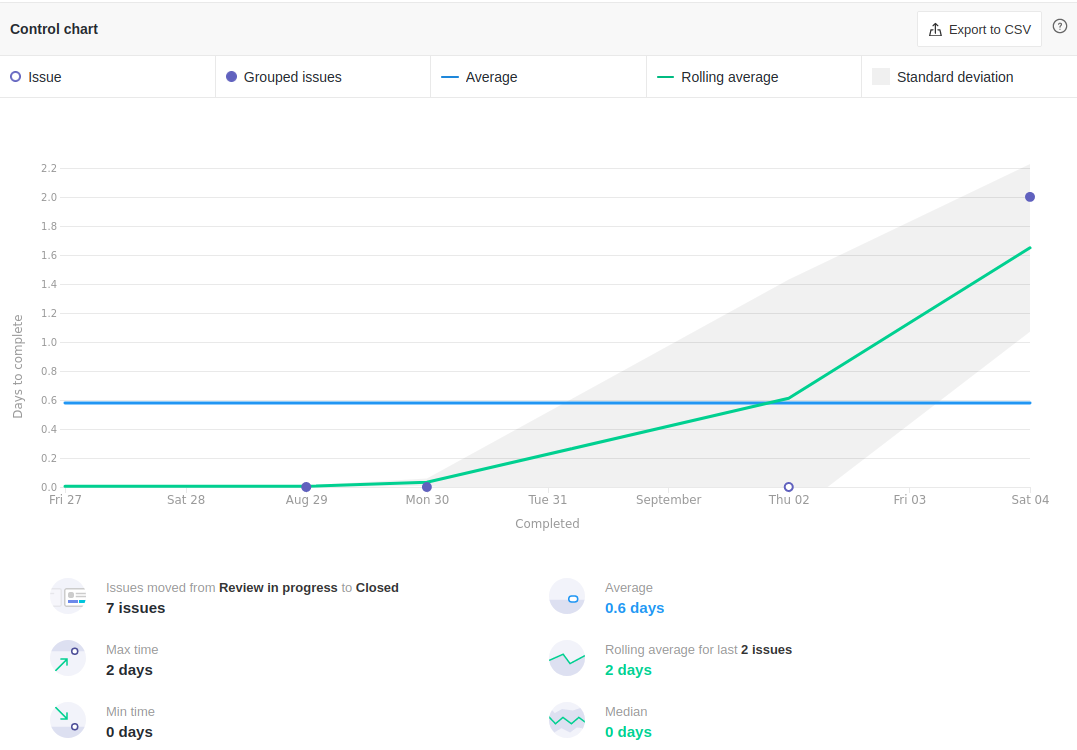 Control chart
Export to CSV
Issue
Grouped issues
Average
Rolling average
Standard deviation
2.2
2.0
1.8
1.6
1.4
1.2
1.0
0.8
0.6
0.4
0.2
0.0
Days to complete
Fri 27 Sat 28 Aug 29 Mon 30 Tue 31 September Thu 02 Fri 03 Sat 04
Completed
Issues moved from Review in progress to Closed
7 issues
Average
0.6 days
Max time
2 days
Rolling average for last 2 issues
2 days
Min time
0 days
Median
0 days